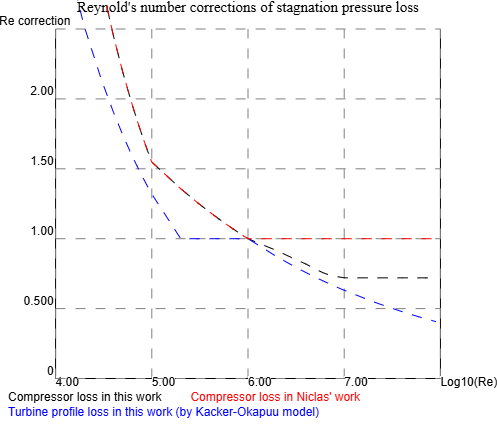 Reynold's number corrections of stagnation pressure loss
Re correction
2.00
1.50
1.00
0.500
0
4.00 5.00 6.00 7.00 Log10(Re)
Compressor loss in this work Compressor loss in Niclas' work
Turbine profile loss in this work (by Kacker-Okapuu model)